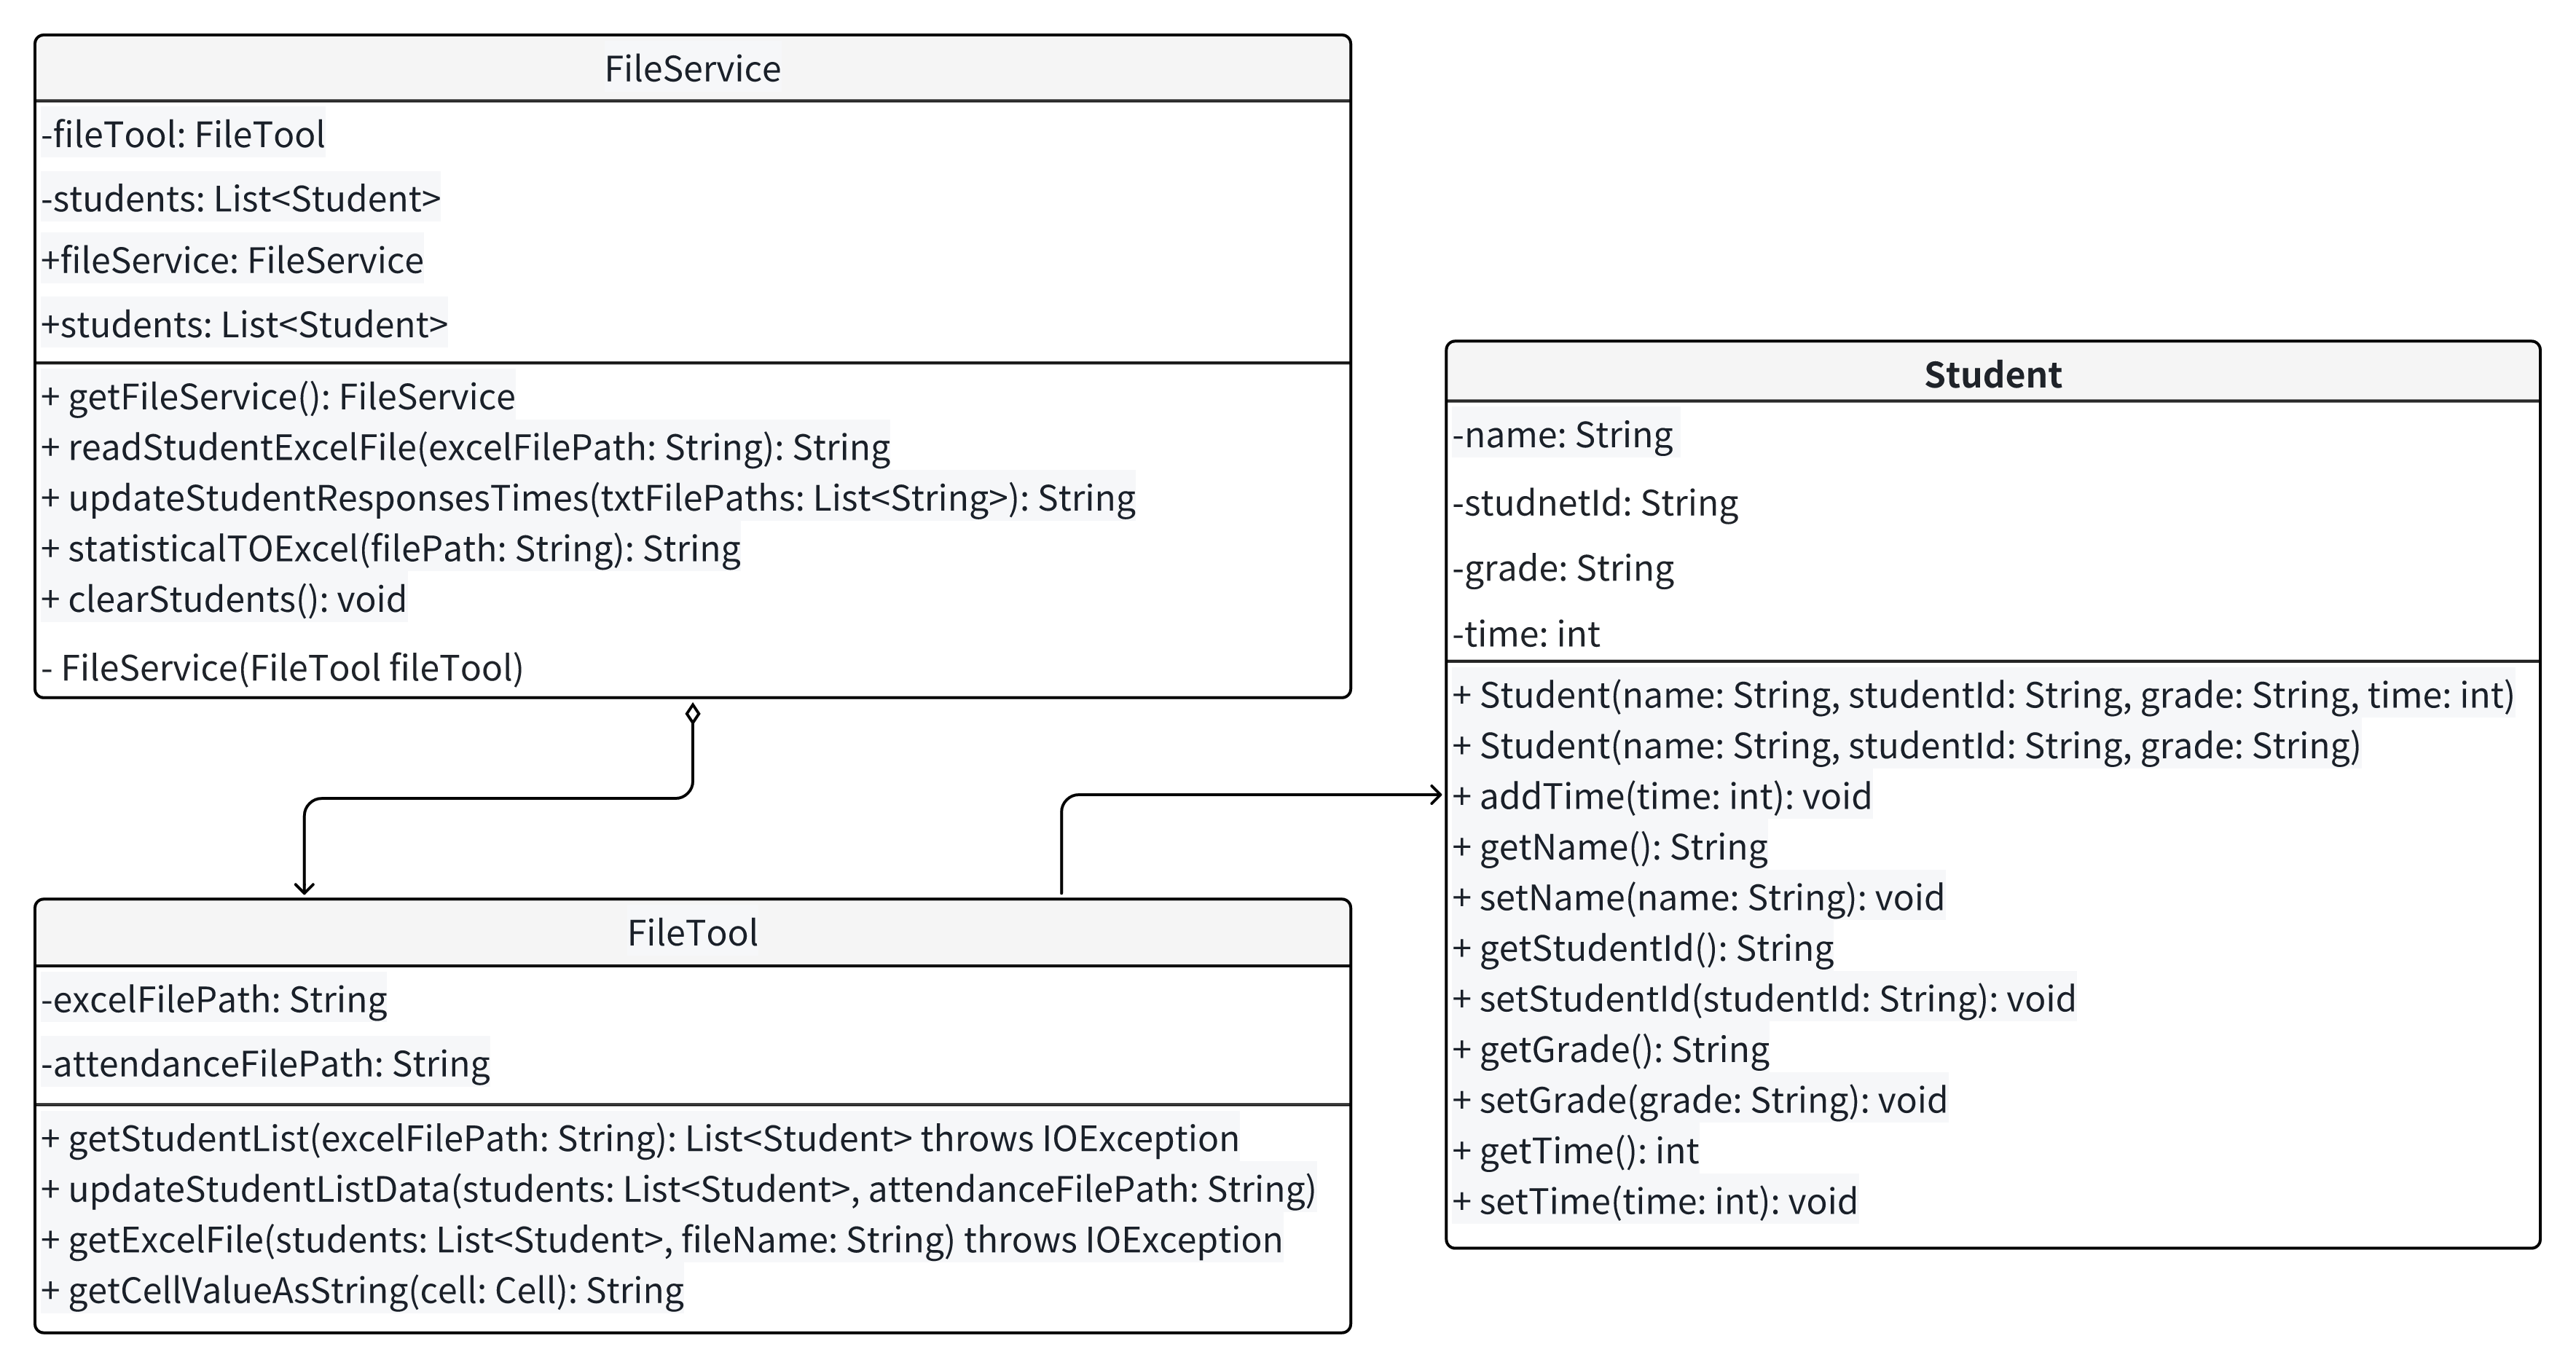 FileService
-fileTool: FileTool
-students: List<Student>
+fileService: FileService
+students: List<Student>
+ getFileService(): FileService
+ readStudentExcelFile(excelFilePath: String): String
+ updateStudentResponsesTimes(txtFilePaths: List<String>): String
+ statisticalTOExcel(filePath: String): String
+ clearStudents(): void
- FileService(FileTool fileTool)
FileTool
-excelFilePath: String
-attendanceFilePath: String
+ getStudentList(excelFilePath: String): List<Student> throws IOException
+ updateStudentListData(students: List<Student>, attendanceFilePath: String)
+ getExcelFile(students: List<Student>, fileName: String) throws IOException
+ getCellValueAsString(cell: Cell): String
Student
-name: String
-studnetId: String
-grade: String
-time: int
+ Student(name: String, studentId: String, grade: String, time: int)
+ Student(name: String, studentId: String, grade: String)
+ addTime(time: int): void
+ getName(): String
+ setName(name: String): void
+ getStudentId(): String
+ setStudentId(studentId: String): void
+ getGrade(): String
+ setGrade(grade: String): void
+ getTime(): int
+ setTime(time: int): void